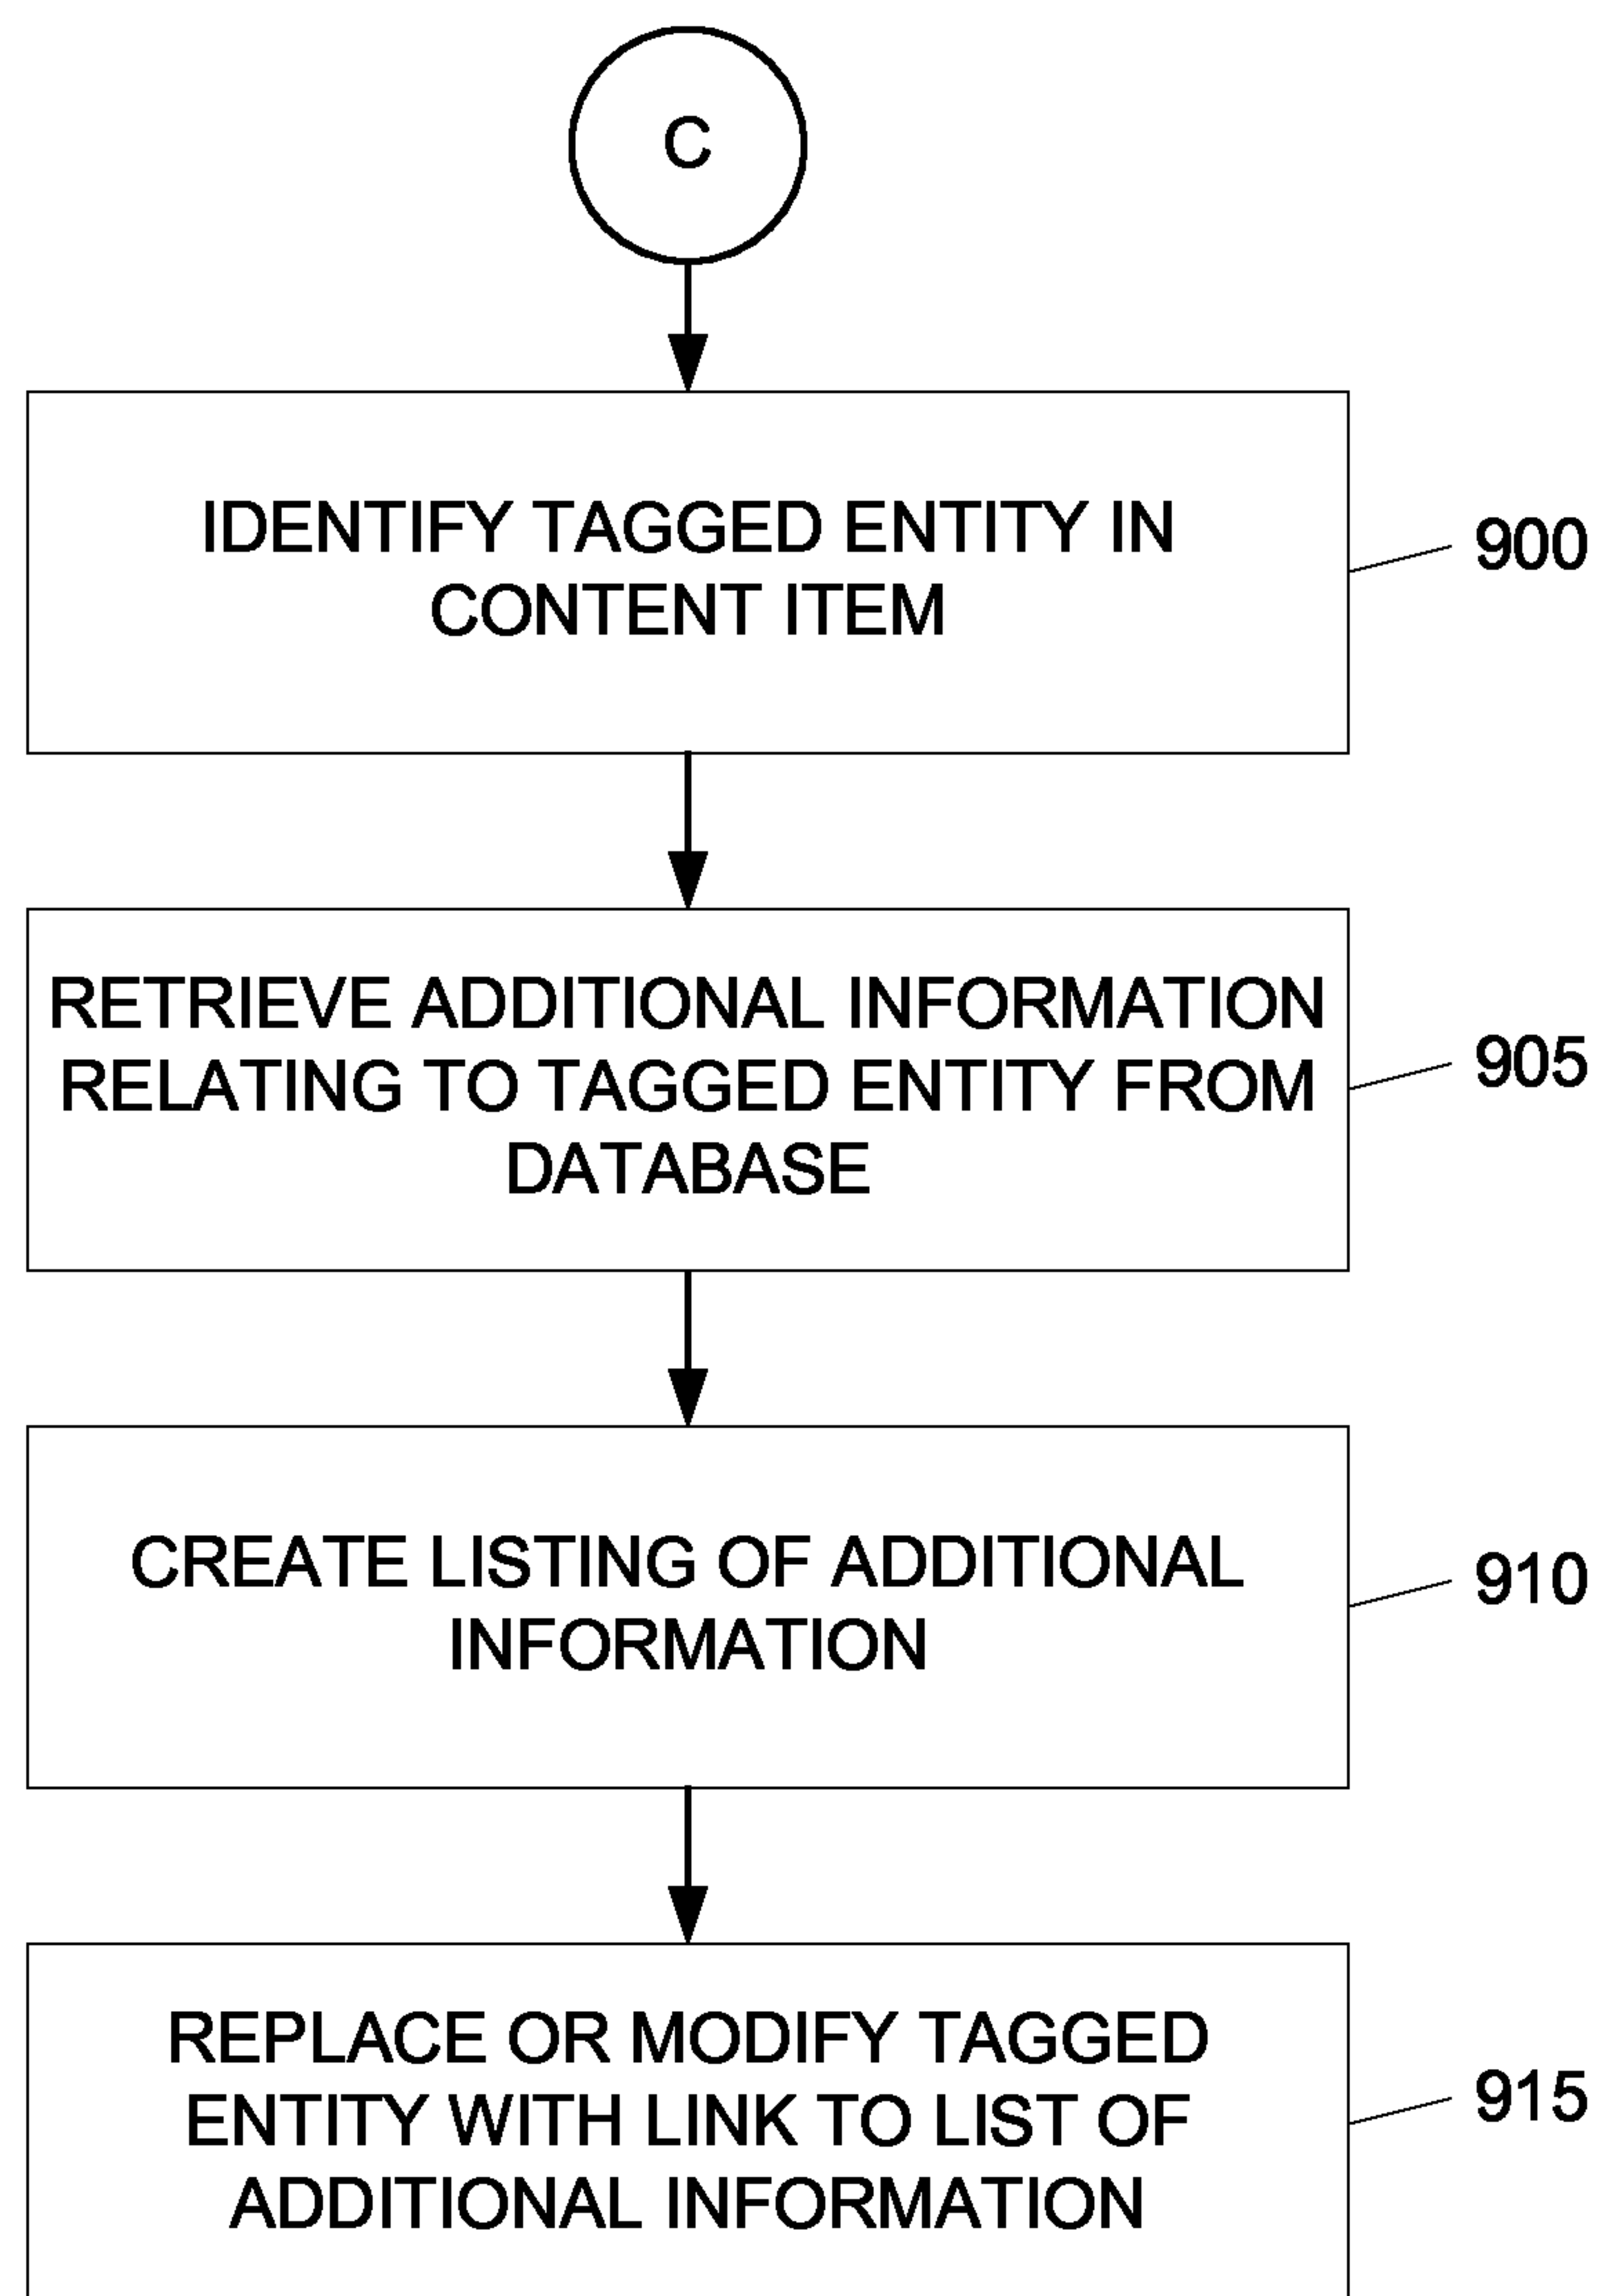 C
IDENTIFY TAGGED ENTITY IN
CONTENT ITEM
900
RETRIEVE ADDITIONAL INFORMATION
RELATING TO TAGGED ENTITY FROM
DATABASE
905
CREATE LISTING OF ADDITIONAL
INFORMATION
910
REPLACE OR MODIFY TAGGED
ENTITY WITH LINK TO LIST OF
ADDITIONAL INFORMATION
915